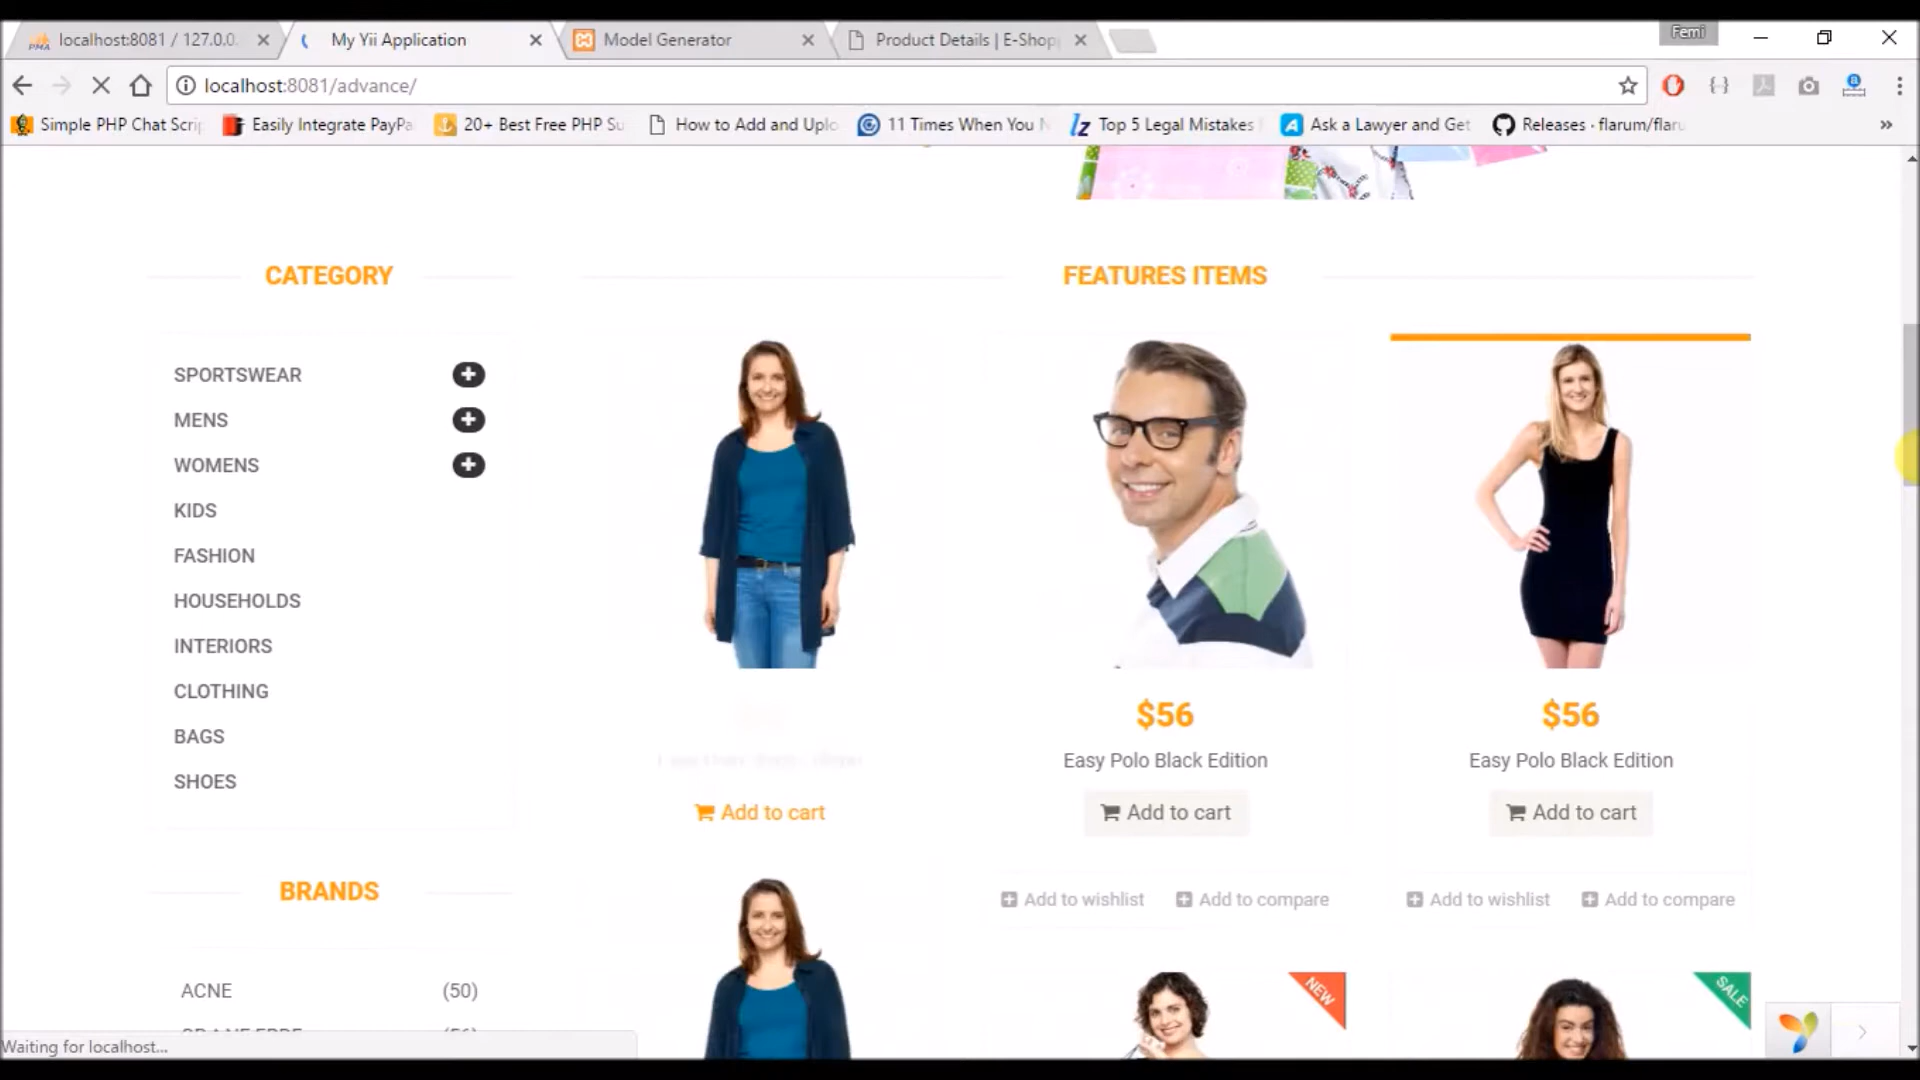 localhost:8081 / 127.0.0.
My Yii Application
Model Generator
Product Details | E-Shopp
Femi
localhost:8081/advance/
Simple PHP Chat Scrip
Easily Integrate PayPa
20+ Best Free PHP Su
How to Add and Uplo
11 Times When You N
Top 5 Legal Mistakes
Ask a Lawyer and Get
Releases · flarum/flaru
»
CATEGORY
FEATURES ITEMS
SPORTSWEAR
MENS
WOMENS
KIDS
FASHION
HOUSEHOLDS
INTERIORS
CLOTHING
BAGS
SHOES
$56
$56
Easy Polo Black Edition
Easy Polo Black Edition
Add to cart
Add to cart
Add to cart
BRANDS
Add to wishlist
Add to compare
Add to wishlist
Add to compare
ACNE
(50)
NEW
SALE
Waiting for localhost...